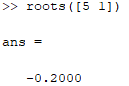 >> roots([5 1])
ans =
-0.2000